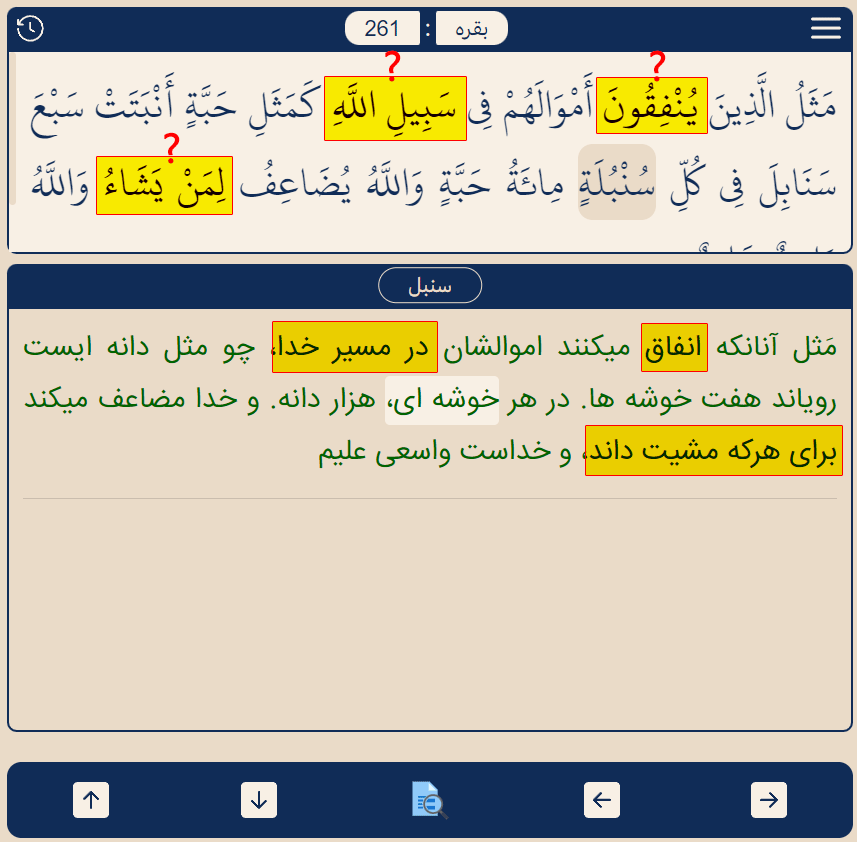 بقره : 261
? ?
مَثَلُ الَّذِينَ يُنْفِقُونَ أَمْوَالَهُمْ فِى سَبِيلِ اللَّهِ كَمَثَلِ حَبَّةٍ أَنْبَتَتْ سَبْعَ
?
سَنَابِلَ فِى كُلِّ سُنْبُلَةٍ مِائَةُ حَبَّةٍ وَاللَّهُ يُضَاعِفُ لِمَنْ يَشَاءُ وَاللَّهُ
سنبل
مَثل آنانکه انفاق میکنند اموالشان در مسیر خدا، چو مثل دانه ایست
رویاند هفت خوشه ها. در هر خوشه ای، هزار دانه. و خدا مضاعف میکند
برای هرکه مشیت داند، و خداست واسعی علیم